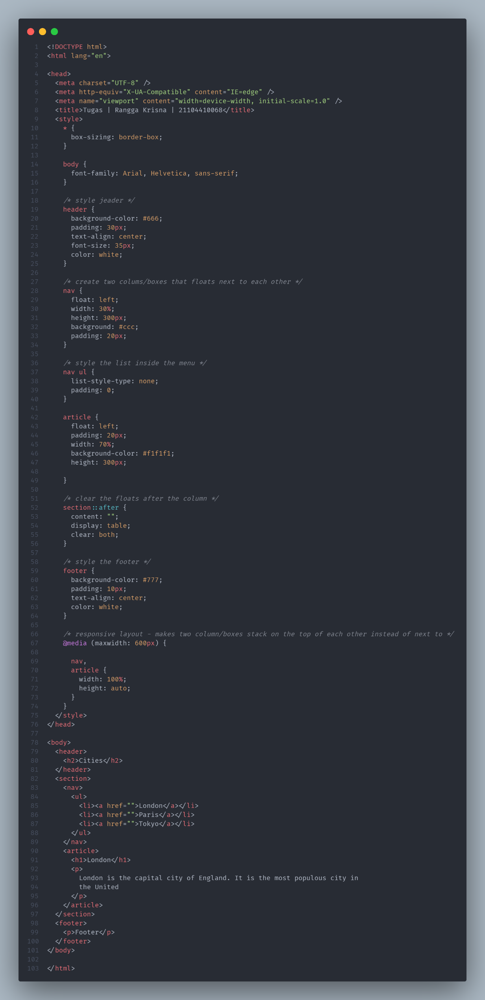 1 <!DOCTYPE html>
2 <html lang="en">
3
4 <head>
5   <meta charset="UTF-8" />
6   <meta http-equiv="X-UA-Compatible" content="IE=edge" />
7   <meta name="viewport" content="width=device-width, initial-scale=1.0" />
8   <title>Tugas | Rangga Krisna | 21104410068</title>
9   <style>
10     * {
11       box-sizing: border-box;
12     }
13
14     body {
15       font-family: Arial, Helvetica, sans-serif;
16     }
17
18     /* style jeader */
19     header {
20       background-color: #666;
21       padding: 30px;
22       text-align: center;
23       font-size: 35px;
24       color: white;
25     }
26
27     /* create two colums/boxes that floats next to each other */
28     nav {
29       float: left;
30       width: 30%;
31       height: 300px;
32       background: #ccc;
33       padding: 20px;
34     }
35
36     /* style the list inside the menu */
37     nav ul {
38       list-style-type: none;
39       padding: 0;
40     }
41
42     article {
43       float: left;
44       padding: 20px;
45       width: 70%;
46       background-color: #f1f1f1;
47       height: 300px;
48
49     }
50
51     /* clear the floats after the column */
52     section::after {
53       content: "";
54       display: table;
55       clear: both;
56     }
57
58     /* style the footer */
59     footer {
60       background-color: #777;
61       padding: 10px;
62       text-align: center;
63       color: white;
64     }
65
66     /* responsive layout - makes two column/boxes stack on the top of each other instead of next to */
67     @media (maxwidth: 600px) {
68
69       nav,
70       article {
71         width: 100%;
72         height: auto;
73       }
74     }
75   </style>
76 </head>
77
78 <body>
79   <header>
80     <h2>Cities</h2>
81   </header>
82   <section>
83     <nav>
84       <ul>
85         <li><a href="">London</a></li>
86         <li><a href="">Paris</a></li>
87         <li><a href="">Tokyo</a></li>
88       </ul>
89     </nav>
90     <article>
91       <h1>London</h1>
92       <p>
93         London is the capital city of England. It is the most populous city in
94         the United
95       </p>
96     </article>
97   </section>
98   <footer>
99     <p>Footer</p>
100   </footer>
101 </body>
102
103 </html>